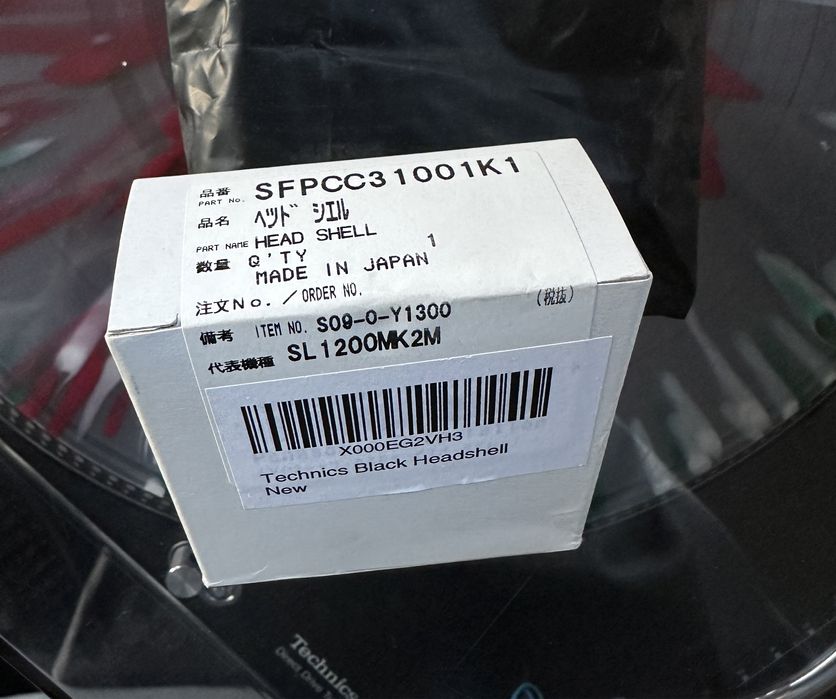 品番 SFPCC31001K1
PART No.
品名 ヘツド シエル
PART NAME HEAD SHELL
数量 Q'TY 1
MADE IN JAPAN
注文No. / ORDER NO.
(税抜)
備考 ITEM NO. S09-0-Y1300
代表機種 SL1200MK2M
X000EG2VH3
Technics Black Headshell
New
Technics